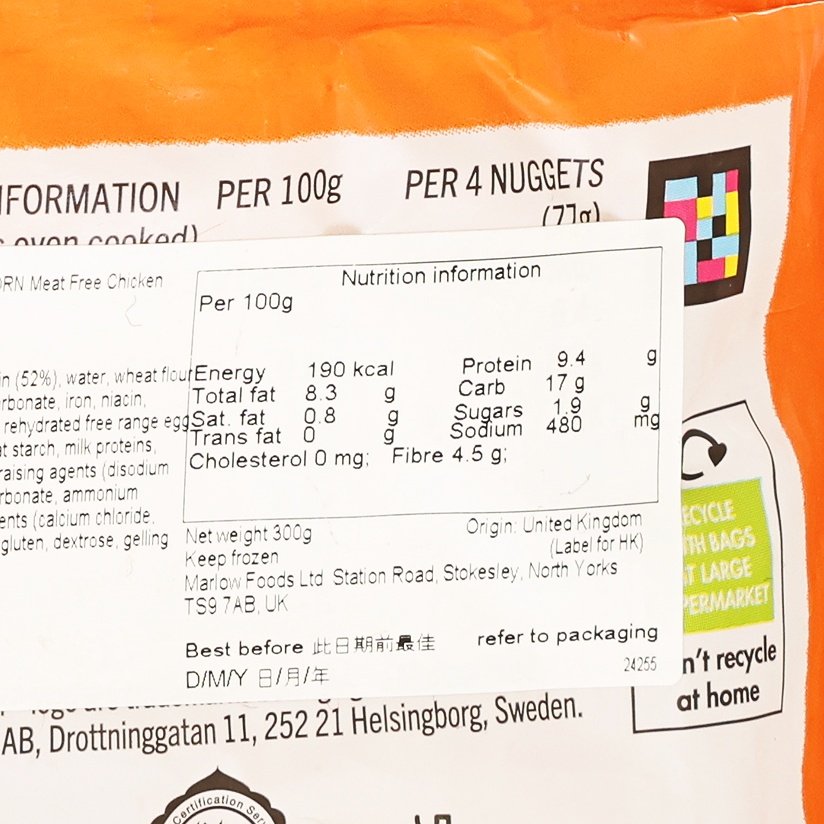 INFORMATION PER 100g PER 4 NUGGETS
oven cooked) (77g)
ORN Meat Free Chicken
in (52%), water, wheat flour
rbonate, iron, niacin,
rehydrated free range egg
at starch, milk proteins,
raising agents (disodium
rbonate, ammonium
ents (calcium chloride,
gluten, dextrose, gelling
Nutrition information
Per 100g
Energy 190 kcal Protein 9.4 g
Total fat 8.3 g Carb 17 g
Sat. fat 0.8 g Sugars 1.9 g
Trans fat 0 g Sodium 480 mg
Cholesterol 0 mg; Fibre 4.5 g;
Net weight 300g Origin: United Kingdom
Keep frozen (Label for HK)
Marlow Foods Ltd Station Road, Stokesley, North Yorks
TS9 7AB, UK
Best before 此日期前最佳 refer to packaging
D/M/Y 日/月/年 24255
ECYCLE
TH BAGS
T LARGE
PERMARKET
n't recycle
at home
AB, Drottninggatan 11, 252 21 Helsingborg, Sweden.
Certification Ser